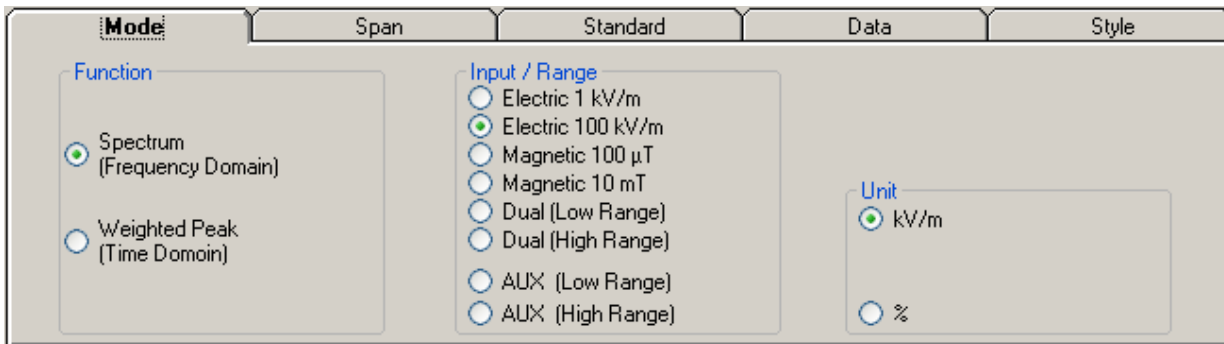 Mode Span Standard Data Style
Function
Spectrum
(Frequency Domain)
Weighted Peak
(Time Domoin)
Input / Range
Electric 1 kV/m
Electric 100 kV/m
Magnetic 100 µT
Magnetic 10 mT
Dual (Low Range)
Dual (High Range)
AUX (Low Range)
AUX (High Range)
Unit
kV/m
%